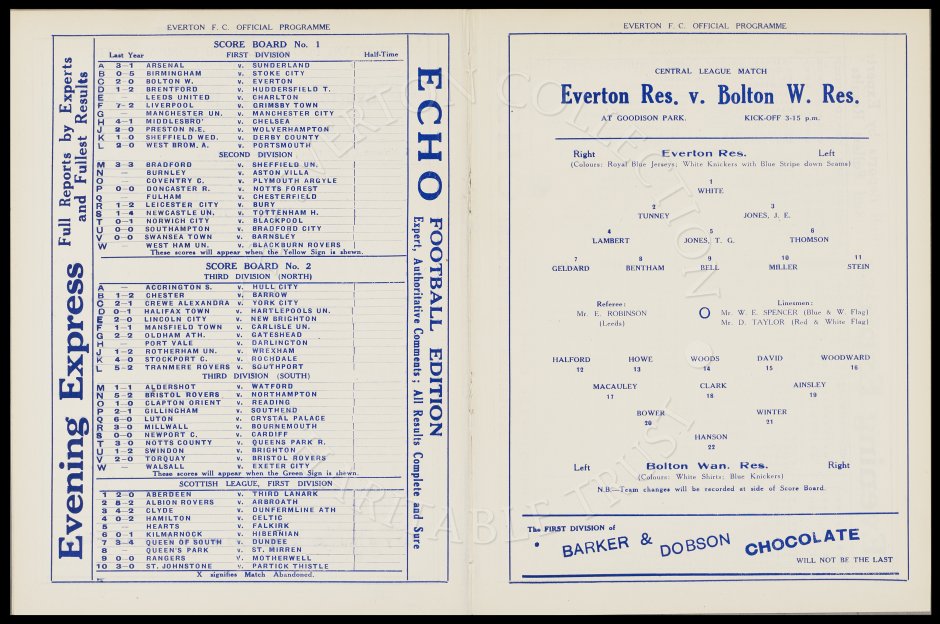 EVERTON F. C. OFFICIAL PROGRAMME
Evening Express Full Reports by Experts and Fullest Results
SCORE BOARD No. 1
Last Year FIRST DIVISION Half-Time
A 3–1 ARSENAL v. SUNDERLAND
B 0–5 BIRMINGHAM v. STOKE CITY
C 2–0 BOLTON W. v. EVERTON
D 1–2 BRENTFORD v. HUDDERSFIELD T.
E — LEEDS UNITED v. CHARLTON
F 7–2 LIVERPOOL v. GRIMSBY TOWN
G — MANCHESTER UN. v. MANCHESTER CITY
H 4–1 MIDDLESBRO' v. CHELSEA
J 2–0 PRESTON N.E. v. WOLVERHAMPTON
K 1–0 SHEFFIELD WED. v. DERBY COUNTY
L 2–0 WEST BROM. A. v. PORTSMOUTH
SECOND DIVISION
M 3–3 BRADFORD v. SHEFFIELD UN.
N — BURNLEY v. ASTON VILLA
O — COVENTRY C. v. PLYMOUTH ARGYLE
P 0–0 DONCASTER R. v. NOTTS FOREST
Q — FULHAM v. CHESTERFIELD
R 1–2 LEICESTER CITY v. BURY
S 1–4 NEWCASTLE UN. v. TOTTENHAM H.
T 0–1 NORWICH CITY v. BLACKPOOL
U 0–0 SOUTHAMPTON v. BRADFORD CITY
V 0–0 SWANSEA TOWN v. BARNSLEY
W — WEST HAM UN. v. BLACKBURN ROVERS
These scores will appear when the Yellow Sign is shewn.
SCORE BOARD No. 2
THIRD DIVISION (NORTH)
A — ACCRINGTON S. v. HULL CITY
B 1–2 CHESTER v. BARROW
C 2–1 CREWE ALEXANDRA v. YORK CITY
D 0–1 HALIFAX TOWN v. HARTLEPOOLS UN.
E 2–0 LINCOLN CITY v. NEW BRIGHTON
F 1–1 MANSFIELD TOWN v. CARLISLE UN.
G 2–2 OLDHAM ATH. v. GATESHEAD
H — PORT VALE v. DARLINGTON
J 1–2 ROTHERHAM UN. v. WREXHAM
K 4–0 STOCKPORT C. v. ROCHDALE
L 5–2 TRANMERE ROVERS v. SOUTHPORT
THIRD DIVISION (SOUTH)
M 1–1 ALDERSHOT v. WATFORD
N 5–2 BRISTOL ROVERS v. NORTHAMPTON
O 1–0 CLAPTON ORIENT v. READING
P 2–1 GILLINGHAM v. SOUTHEND
Q 6–0 LUTON v. CRYSTAL PALACE
R 3–0 MILLWALL v. BOURNEMOUTH
S 0–0 NEWPORT C. v. CARDIFF
T 3–0 NOTTS COUNTY v. QUEENS PARK R.
U 1–2 SWINDON v. BRIGHTON
V 2–0 TORQUAY v. BRISTOL ROVERS
W — WALSALL v. EXETER CITY
These scores will appear when the Green Sign is shewn.
SCOTTISH LEAGUE, FIRST DIVISION
1 2–0 ABERDEEN v. THIRD LANARK
2 8–2 ALBION ROVERS v. ARBROATH
3 4–2 CLYDE v. DUNFERMLINE ATH
4 0–2 HAMILTON v. CELTIC
5 — HEARTS v. FALKIRK
6 0–1 KILMARNOCK v. HIBERNIAN
7 3–4 QUEEN OF SOUTH v. DUNDEE
8 — QUEEN'S PARK v. ST. MIRREN
9 0–0 RANGERS v. MOTHERWELL
10 3–0 ST. JOHNSTONE v. PARTICK THISTLE
X signifies Match Abandoned.
ECHO FOOTBALL EDITION
Expert, Authoritative Comments; All Results Complete and Sure
EVERTON F. C. OFFICIAL PROGRAMME
CENTRAL LEAGUE MATCH
Everton Res. v. Bolton W. Res.
AT GOODISON PARK. KICK-OFF 3-15 p.m.
Right Everton Res. Left
(Colours: Royal Blue Jerseys; White Knickers with Blue Stripe down Seams)
1
WHITE
2 3
TUNNEY JONES, J. E.
4 5 6
LAMBERT JONES, T. G. THOMSON
7 8 9 10 11
GELDARD BENTHAM BELL MILLER STEIN
Referee: Linesmen:
Mr. E. ROBINSON O Mr. W. E. SPENCER (Blue & W. Flag)
(Leeds) Mr. D. TAYLOR (Red & White Flag)
HALFORD HOWE WOODS DAVID WOODWARD
12 13 14 15 16
MACAULEY CLARK AINSLEY
17 18 19
BOWER WINTER
20 21
HANSON
22
Left Bolton Wan. Res. Right
(Colours: White Shirts; Blue Knickers)
N.B.—Team changes will be recorded at side of Score Board.
The FIRST DIVISION of
BARKER & DOBSON CHOCOLATE
WILL NOT BE THE LAST
EVERTON COLLECTION
CHARITABLE TRUST